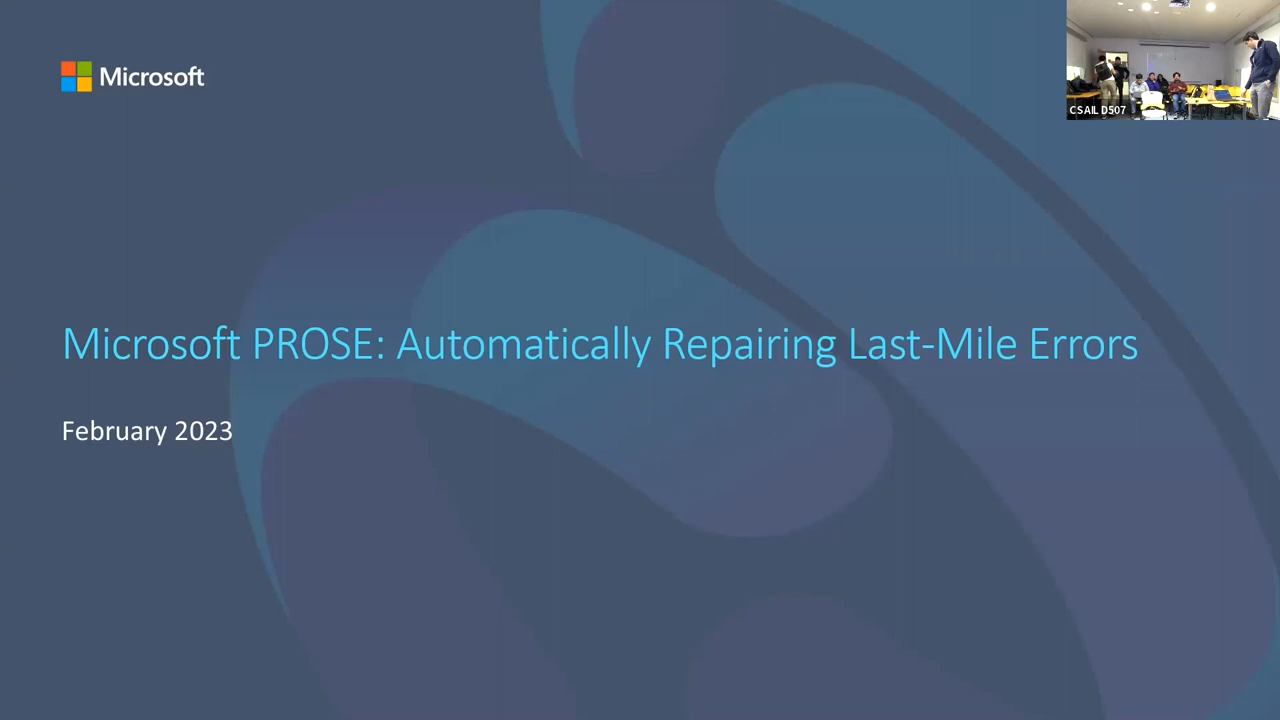 Microsoft
CSAIL D507
Microsoft PROSE: Automatically Repairing Last-Mile Errors
February 2023